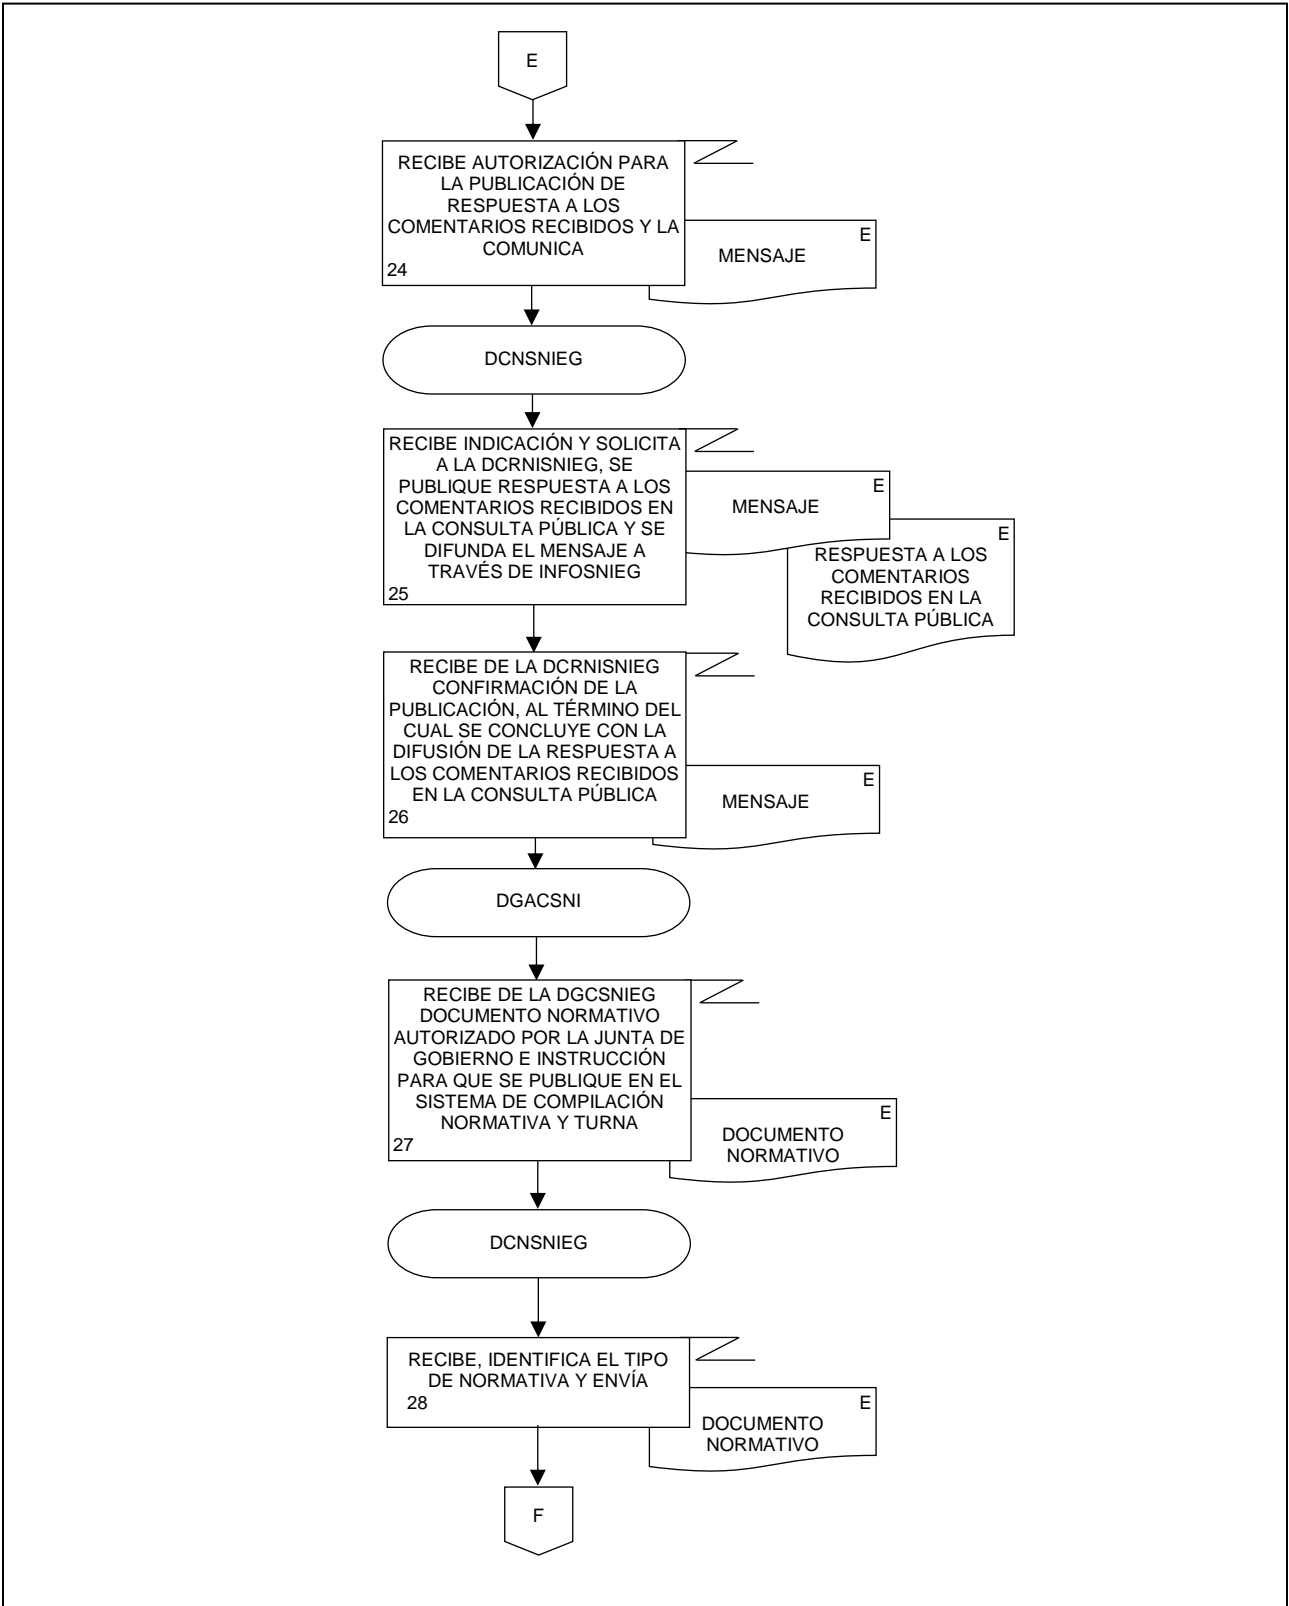 E
RECIBE AUTORIZACIÓN PARA
LA PUBLICACIÓN DE
RESPUESTA A LOS
COMENTARIOS RECIBIDOS Y LA
COMUNICA
24
E
MENSAJE
DCNSNIEG
RECIBE INDICACIÓN Y SOLICITA
A LA DCRNISNIEG, SE
PUBLIQUE RESPUESTA A LOS
COMENTARIOS RECIBIDOS EN
LA CONSULTA PÚBLICA Y SE
DIFUNDA EL MENSAJE A
TRAVÉS DE INFOSNIEG
25
E
MENSAJE
E
RESPUESTA A LOS
COMENTARIOS
RECIBIDOS EN LA
CONSULTA PÚBLICA
RECIBE DE LA DCRNISNIEG
CONFIRMACIÓN DE LA
PUBLICACIÓN, AL TÉRMINO DEL
CUAL SE CONCLUYE CON LA
DIFUSIÓN DE LA RESPUESTA A
LOS COMENTARIOS RECIBIDOS
EN LA CONSULTA PÚBLICA
26
E
MENSAJE
DGACSNI
RECIBE DE LA DGCSNIEG
DOCUMENTO NORMATIVO
AUTORIZADO POR LA JUNTA DE
GOBIERNO E INSTRUCCIÓN
PARA QUE SE PUBLIQUE EN EL
SISTEMA DE COMPILACIÓN
NORMATIVA Y TURNA
27
E
DOCUMENTO
NORMATIVO
DCNSNIEG
RECIBE, IDENTIFICA EL TIPO
DE NORMATIVA Y ENVÍA
28
E
DOCUMENTO
NORMATIVO
F